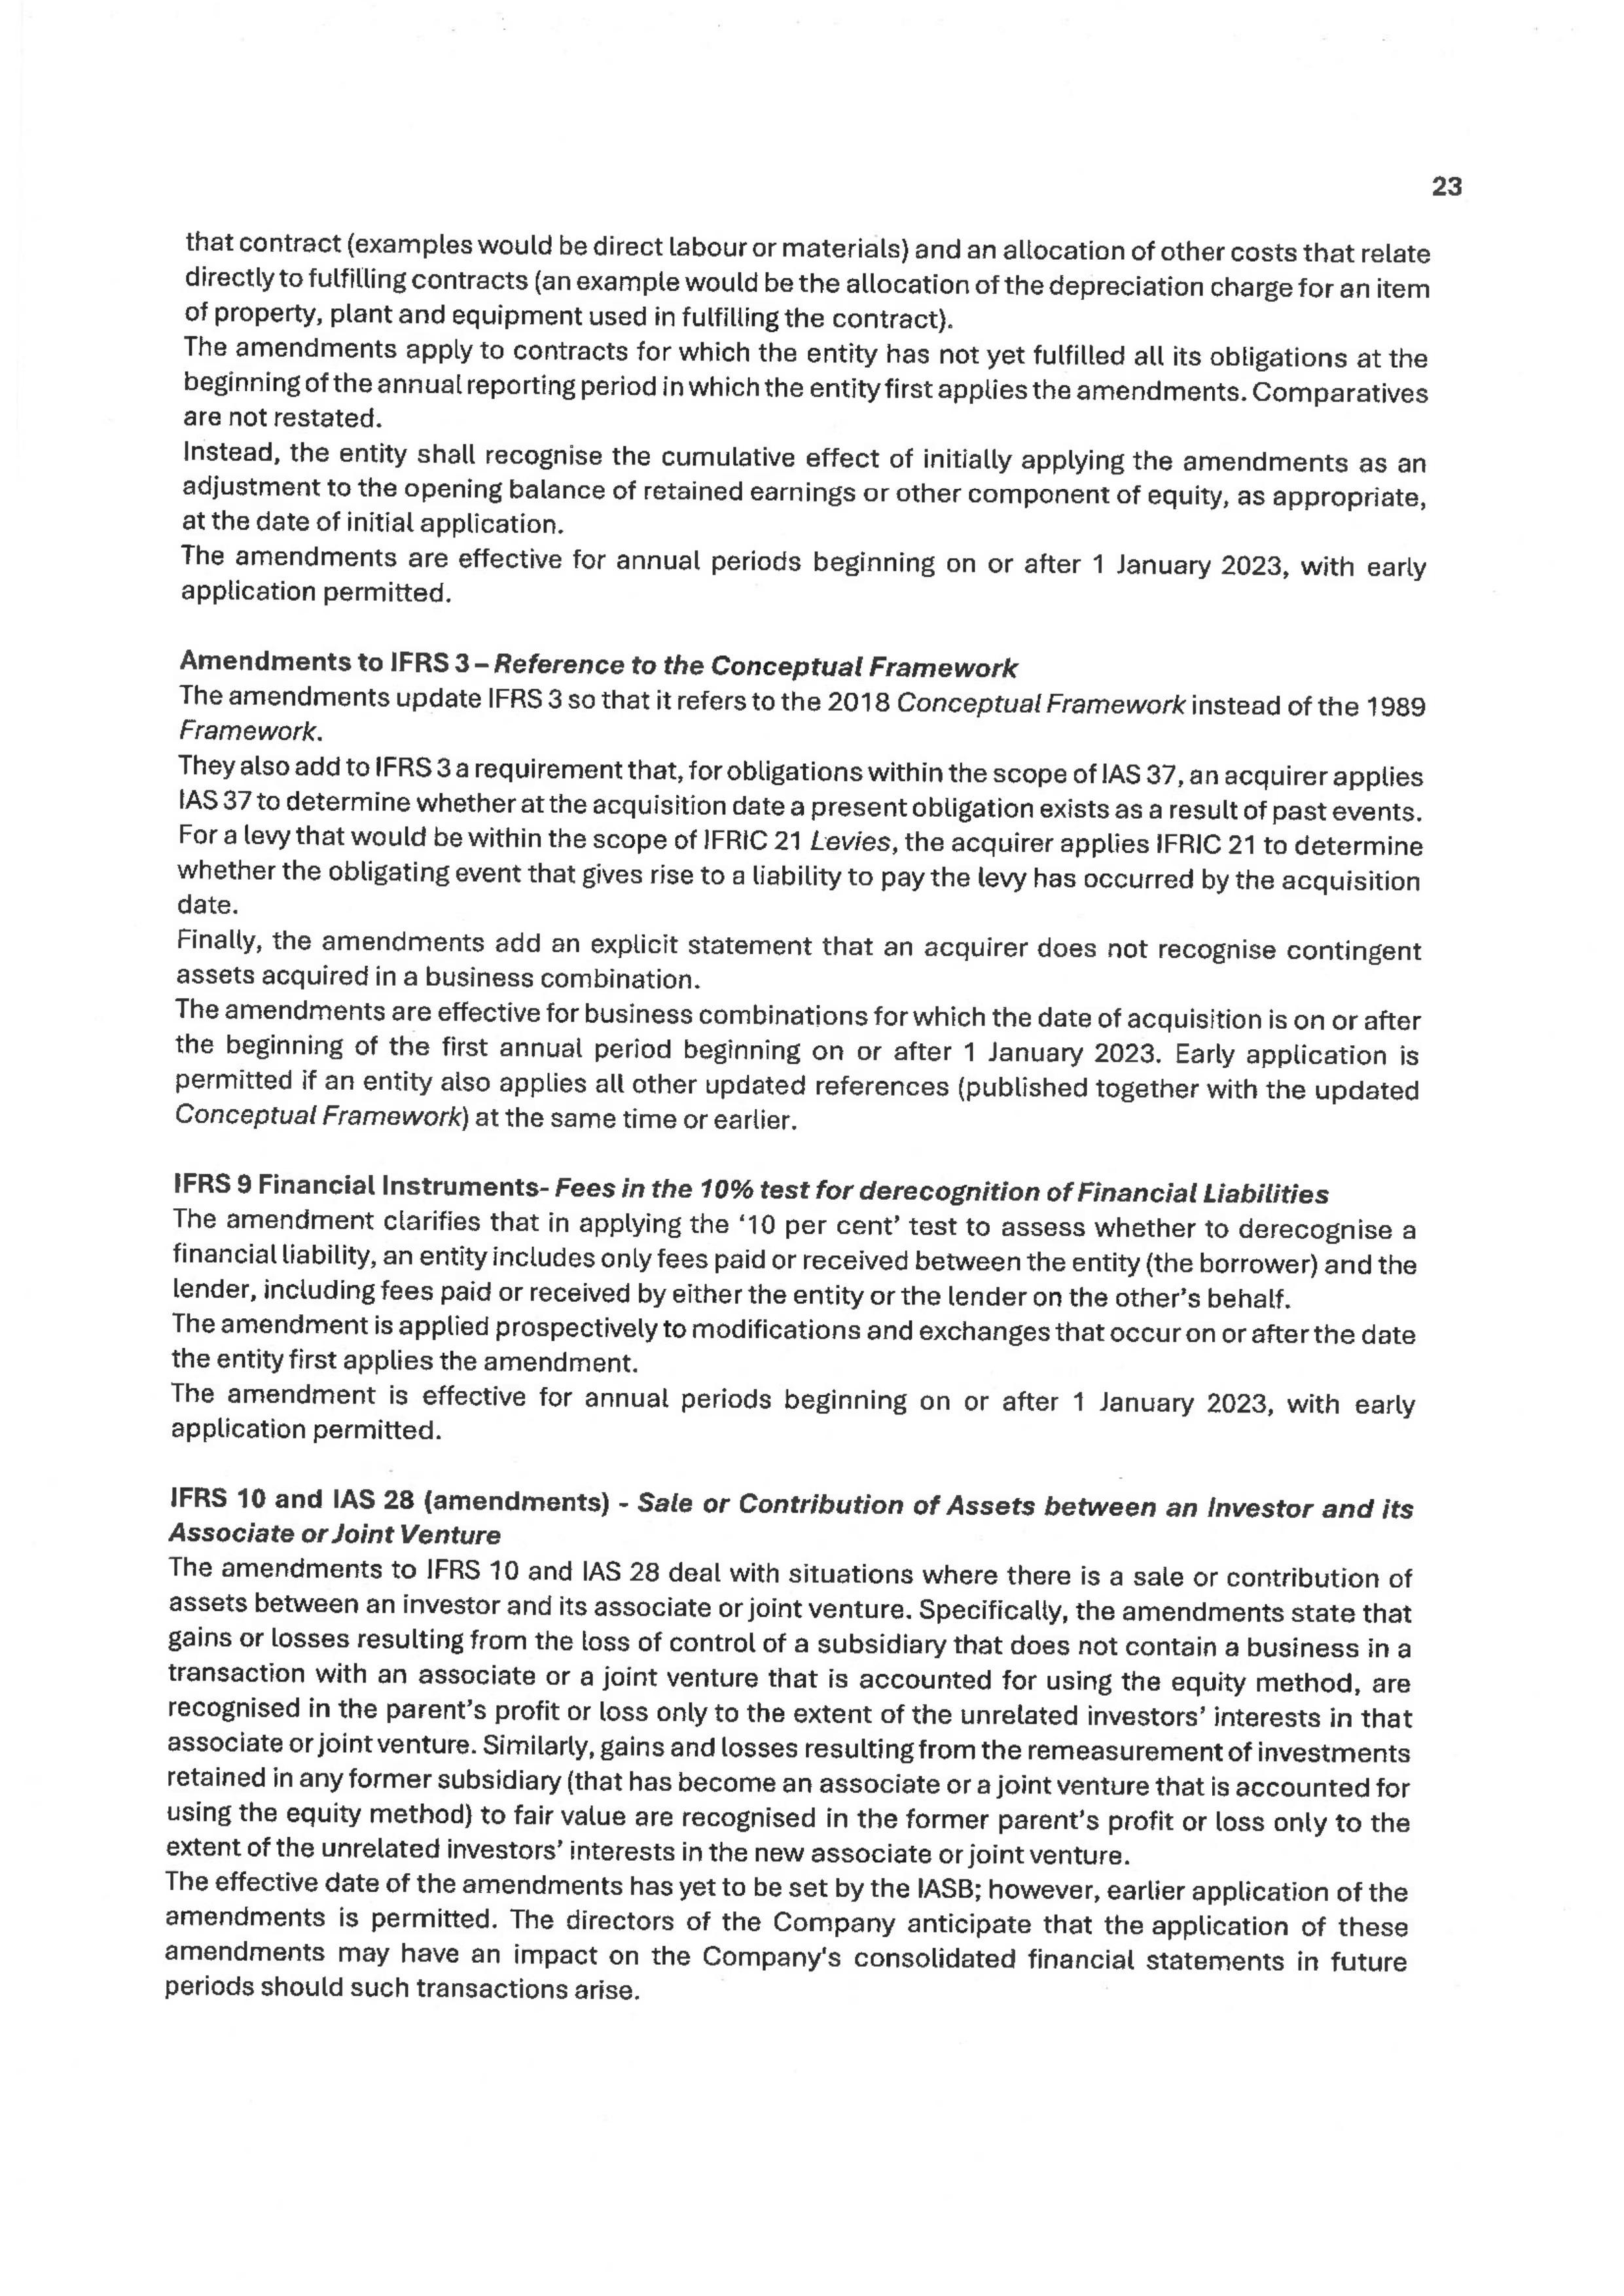 23
that contract (examples would be direct labour or materials) and an allocation of other costs that relate
directly to fulfilling contracts (an example would be the allocation of the depreciation charge for an item
of property, plant and equipment used in fulfilling the contract).
The amendments apply to contracts for which the entity has not yet fulfilled all its obligations at the
beginning of the annual reporting period in which the entity first applies the amendments. Comparatives
are not restated.
Instead, the entity shall recognise the cumulative effect of initially applying the amendments as an
adjustment to the opening balance of retained earnings or other component of equity, as appropriate,
at the date of initial application.
The amendments are effective for annual periods beginning on or after 1 January 2023, with early
application permitted.
Amendments to IFRS 3 – Reference to the Conceptual Framework
The amendments update IFRS 3 so that it refers to the 2018 Conceptual Framework instead of the 1989
Framework.
They also add to IFRS 3 a requirement that, for obligations within the scope of IAS 37, an acquirer applies
IAS 37 to determine whether at the acquisition date a present obligation exists as a result of past events.
For a levy that would be within the scope of IFRIC 21 Levies, the acquirer applies IFRIC 21 to determine
whether the obligating event that gives rise to a liability to pay the levy has occurred by the acquisition
date.
Finally, the amendments add an explicit statement that an acquirer does not recognise contingent
assets acquired in a business combination.
The amendments are effective for business combinations for which the date of acquisition is on or after
the beginning of the first annual period beginning on or after 1 January 2023. Early application is
permitted if an entity also applies all other updated references (published together with the updated
Conceptual Framework) at the same time or earlier.
IFRS 9 Financial Instruments- Fees in the 10% test for derecognition of Financial Liabilities
The amendment clarifies that in applying the ‘10 per cent’ test to assess whether to derecognise a
financial liability, an entity includes only fees paid or received between the entity (the borrower) and the
lender, including fees paid or received by either the entity or the lender on the other’s behalf.
The amendment is applied prospectively to modifications and exchanges that occur on or after the date
the entity first applies the amendment.
The amendment is effective for annual periods beginning on or after 1 January 2023, with early
application permitted.
IFRS 10 and IAS 28 (amendments) - Sale or Contribution of Assets between an Investor and its
Associate or Joint Venture
The amendments to IFRS 10 and IAS 28 deal with situations where there is a sale or contribution of
assets between an investor and its associate or joint venture. Specifically, the amendments state that
gains or losses resulting from the loss of control of a subsidiary that does not contain a business in a
transaction with an associate or a joint venture that is accounted for using the equity method, are
recognised in the parent’s profit or loss only to the extent of the unrelated investors’ interests in that
associate or joint venture. Similarly, gains and losses resulting from the remeasurement of investments
retained in any former subsidiary (that has become an associate or a joint venture that is accounted for
using the equity method) to fair value are recognised in the former parent’s profit or loss only to the
extent of the unrelated investors’ interests in the new associate or joint venture.
The effective date of the amendments has yet to be set by the IASB; however, earlier application of the
amendments is permitted. The directors of the Company anticipate that the application of these
amendments may have an impact on the Company's consolidated financial statements in future
periods should such transactions arise.